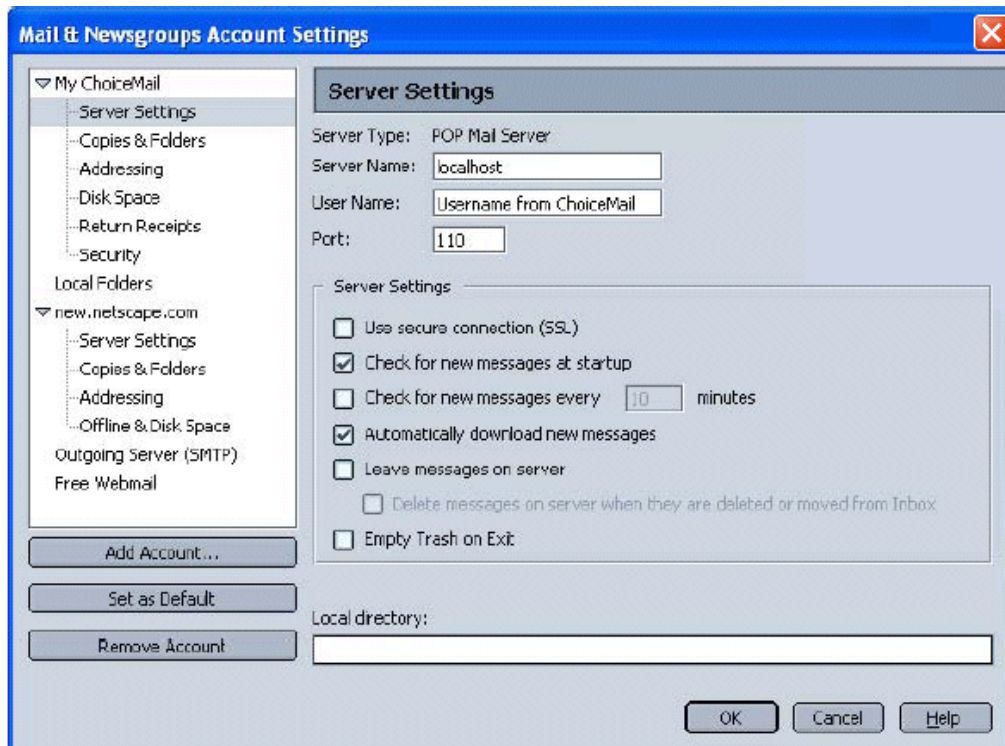 Mail & Newsgroups Account Settings
My ChoiceMail
Server Settings
Copies & Folders
Addressing
Disk Space
Return Receipts
Security
Local Folders
new.netscape.com
Server Settings
Copies & Folders
Addressing
Offline & Disk Space
Outgoing Server (SMTP)
Free Webmail
Add Account...
Set as Default
Remove Account
Server Settings
Server Type: POP Mail Server
Server Name: localhost
User Name: Username from ChoiceMail
Port: 110
Server Settings
Use secure connection (SSL)
Check for new messages at startup
Check for new messages every 10 minutes
Automatically download new messages
Leave messages on server
Delete messages on server when they are deleted or moved from Inbox
Empty Trash on Exit
Local directory:
OK Cancel Help